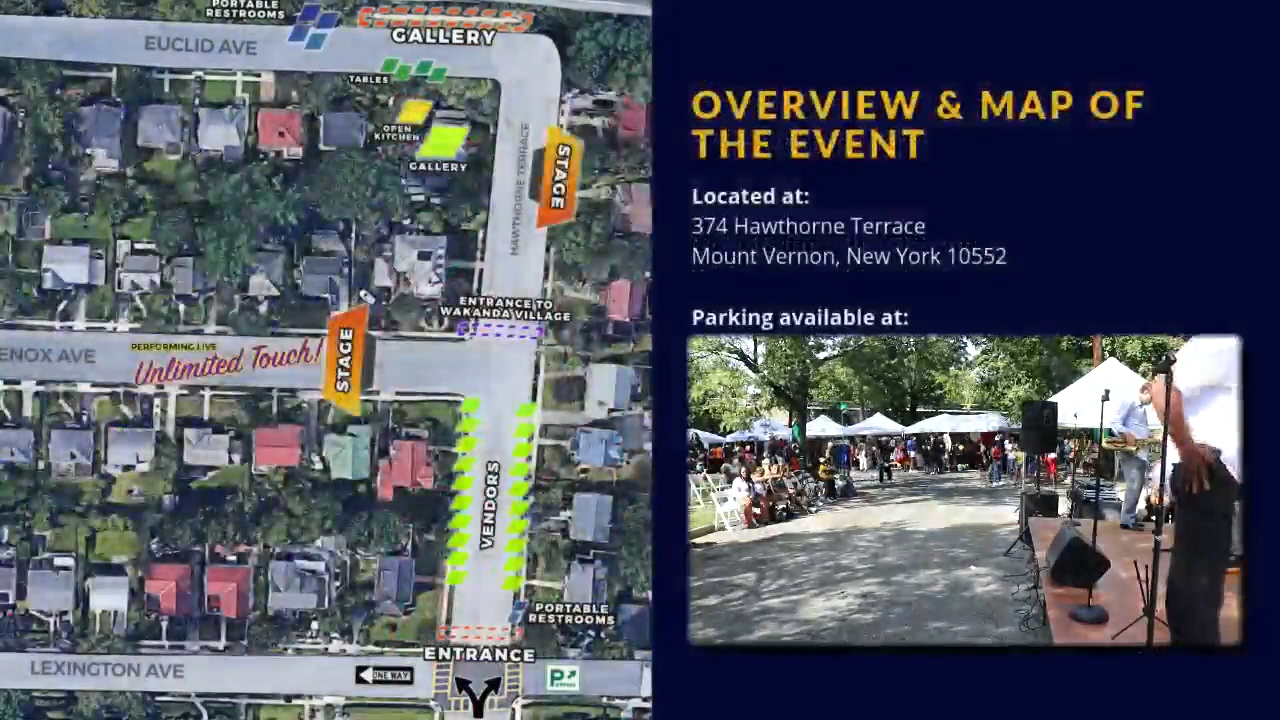 PORTABLE
RESTROOMS
GALLERY
EUCLID AVE
TABLES
OPEN
KITCHEN
GALLERY
HAWTHORNE TERRACE
STAGE
ENTRANCE TO
WAKANDA VILLAGE
ENOX AVE
PERFORMING LIVE
Unlimited Touch!
STAGE
VENDORS
PORTABLE
RESTROOMS
ENTRANCE
LEXINGTON AVE
ONE WAY
P
OVERVIEW & MAP OF
THE EVENT
Located at:
374 Hawthorne Terrace
Mount Vernon, New York 10552
Parking available at: